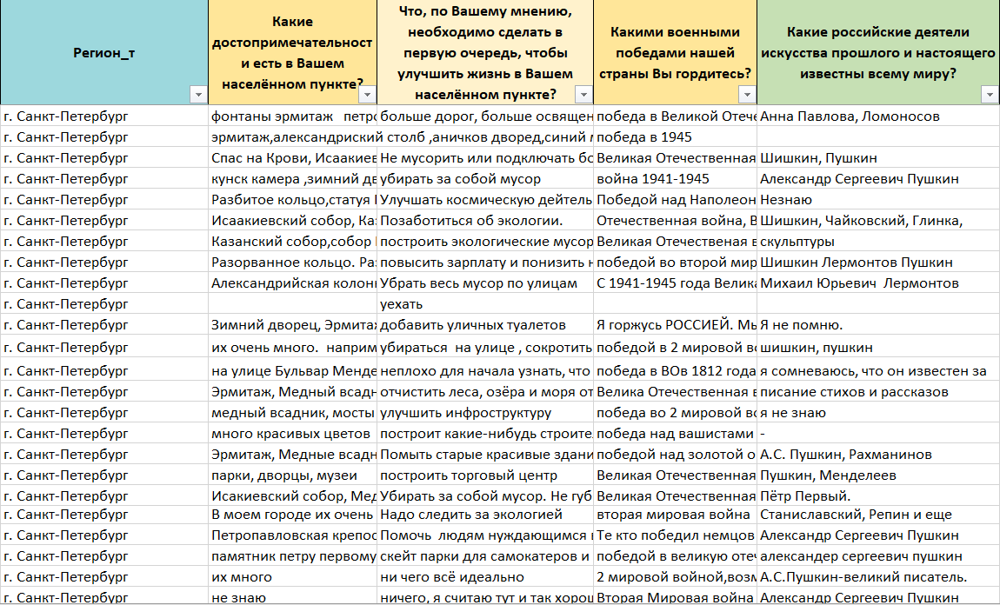 Регион_т
Какие
достопримечательност
и есть в Вашем
населённом пункте?
Что, по Вашему мнению,
необходимо сделать в
первую очередь, чтобы
улучшить жизнь в Вашем
населённом пункте?
Какими военными
победами нашей
страны Вы гордитесь?
Какие российские деятели
искусства прошлого и настоящего
известны всему миру?
г. Санкт-Петербург фонтаны эрмитаж петро больше дорог, больше освящен победа в Великой Отече Анна Павлова, Ломоносов
г. Санкт-Петербург эрмитаж,александриский столб ,аничков дворед,синий м победа в 1945
г. Санкт-Петербург Спас на Крови, Исаакиев Не мусорить или подключать бо Великая Отечественная Шишкин, Пушкин
г. Санкт-Петербург кунск камера ,зимний дв убирать за собой мусор война 1941-1945 Александр Сергеевич Пушкин
г. Санкт-Петербург Разбитое кольцо,статуя Улучшать космическую дейтель Победой над Наполеон Незнаю
г. Санкт-Петербург Исаакиевский собор, Каз Позаботиться об экологии. Отечественная война, В Шишкин, Чайковский, Глинка,
г. Санкт-Петербург Казанский собор,собор построить экологические мусор Великая Отечественая в скульптуры
г. Санкт-Петербург Разорванное кольцо. Раз повысить зарплату и понизить н победой во второй мир Шишкин Лермонтов Пушкин
г. Санкт-Петербург Александрийская колонн Убрать весь мусор по улицам С 1941-1945 года Велика Михаил Юрьевич Лермонтов
г. Санкт-Петербург уехать
г. Санкт-Петербург Зимний дворец, Эрмитаж добавить уличных туалетов Я горжусь РОССИЕЙ. Мы Я не помню.
г. Санкт-Петербург их очень много. наприм убираться на улице , сокротить победой в 2 мировой во шишкин, пушкин
г. Санкт-Петербург на улице Бульвар Менде неплохо для начала узнать, что победа в ВОв 1812 года я сомневаюсь, что он известен за
г. Санкт-Петербург Эрмитаж, Медный всадн отчистить леса, озёра и моря от Велика Отечественная в писание стихов и рассказов
г. Санкт-Петербург медный всадник, мосты улучшить инфраструктуру победа во 2 мировой во я не знаю
г. Санкт-Петербург много красивых цветов построит какие-нибудь строите победа над вашистами -
г. Санкт-Петербург Эрмитаж, Медные всадн Помыть старые красивые здани победой над золотой о А.С. Пушкин, Рахманинов
г. Санкт-Петербург парки, дворцы, музеи построить торговый центр Великая Отечественная Пушкин, Менделеев
г. Санкт-Петербург Исакиевский собор, Мед Убирать за собой мусор. Не губ Великая Отечественная Пётр Первый.
г. Санкт-Петербург В моем городе их очень Надо следить за экологией вторая мировая война Станиславский, Репин и еще
г. Санкт-Петербург Петропавловская крепос Помочь людям нуждающимся Те кто победил немцов Александр Сергеевич Пушкин
г. Санкт-Петербург памятник петру первому скейт парки для самокатеров и победой в великую отеч александер сергеевич пушкин
г. Санкт-Петербург их много ни чего всё идеально 2 мировой войной,возм А.С.Пушкин-великий писатель.
г. Санкт-Петербург не знаю ничего, я считаю тут и так хорош Вторая Мировая война Александр Сергеевич Пушкин